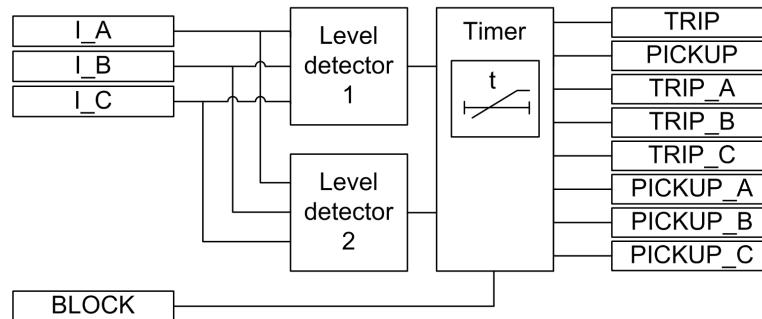 I_A
I_B
I_C
BLOCK
Level
detector
1
Level
detector
2
Timer
t
TRIP
PICKUP
TRIP_A
TRIP_B
TRIP_C
PICKUP_A
PICKUP_B
PICKUP_C